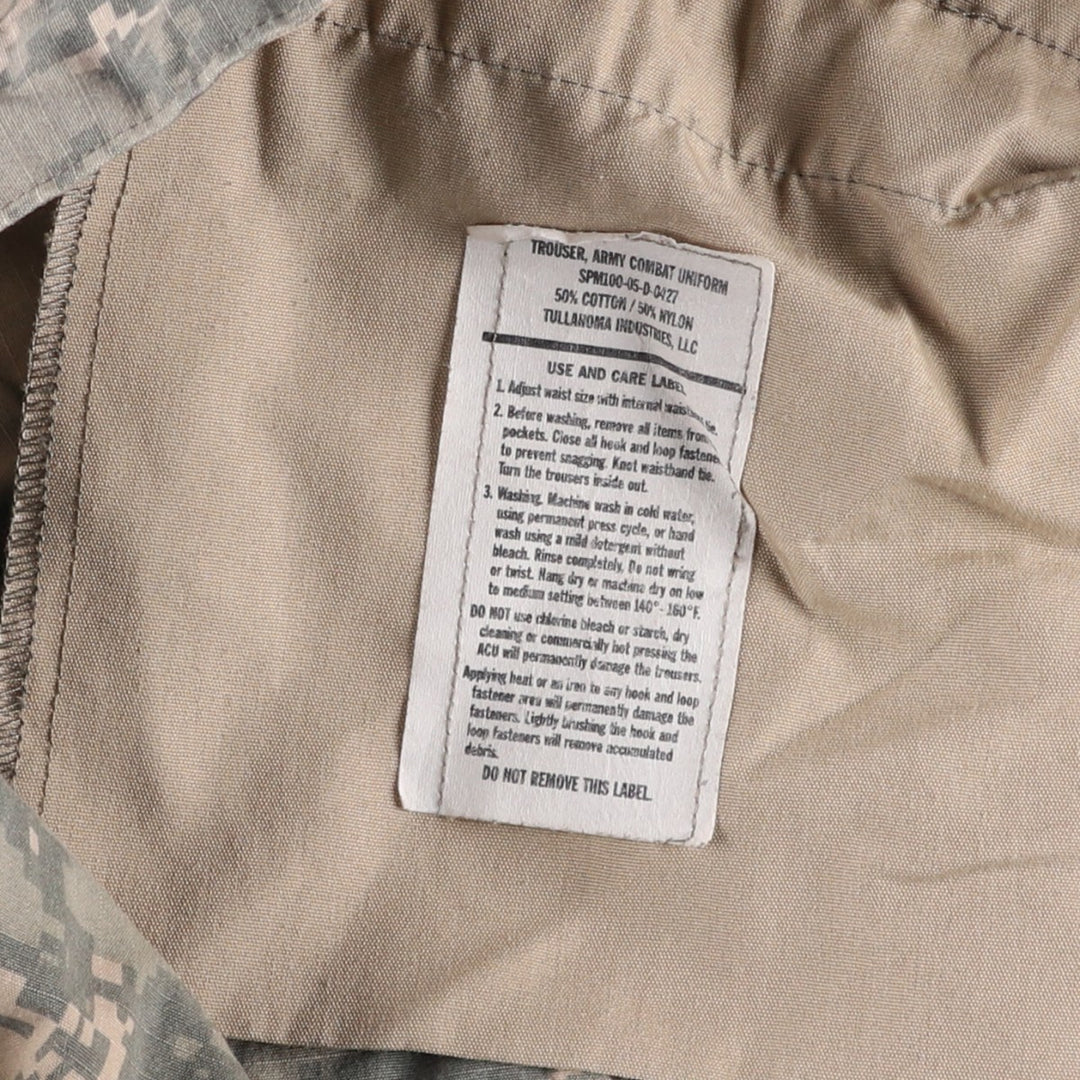 TROUSER, ARMY COMBAT UNIFORM
SPM100-05-D-0427
50% COTTON / 50% NYLON
TULLAHOMA INDUSTRIES, LLC
USE AND CARE LABEL
1. Adjust waist size with internal waist tie.
2. Before washing, remove all items from
pockets. Close all hook and loop fastener
to prevent snagging. Knot waistband tie.
Turn the trousers inside out.
3. Washing. Machine wash in cold water,
using permanent press cycle, or hand
wash using a mild detergent without
bleach. Rinse completely. Do not wring
or twist. Hang dry or machine dry on low
to medium setting between 140°-160°F.
DO NOT use chlorine bleach or starch, dry
cleaning or commercially hot pressing the
ACU will permanently damage the trousers.
Applying heat or an iron to any hook and loop
fastener area will permanently damage the
fasteners. Lightly brushing the hook and
loop fasteners will remove accumulated
debris.
DO NOT REMOVE THIS LABEL.